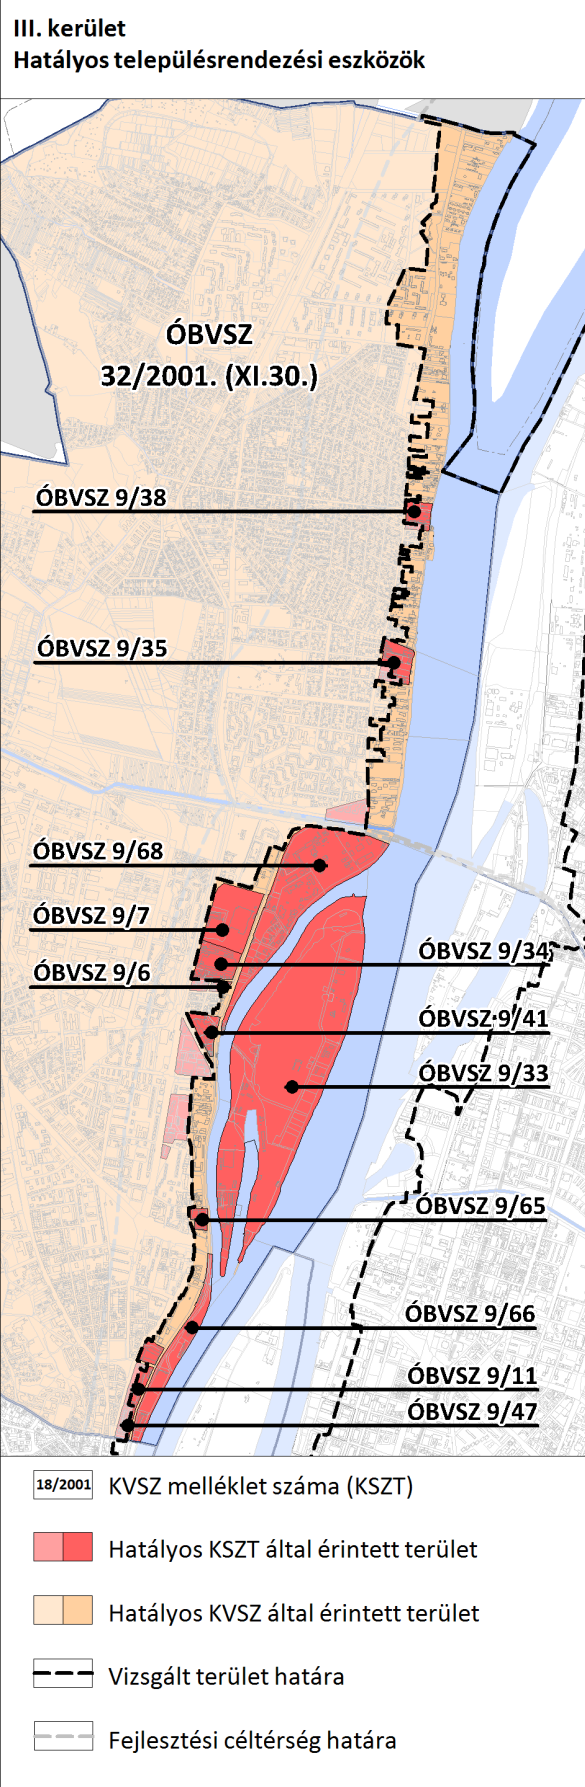 III. kerület
Hatályos településrendezési eszközök
ÓBVSZ
32/2001. (XI.30.)
ÓBVSZ 9/38
ÓBVSZ 9/35
ÓBVSZ 9/68
ÓBVSZ 9/7
ÓBVSZ 9/34
ÓBVSZ 9/6
ÓBVSZ 9/41
ÓBVSZ 9/33
ÓBVSZ 9/65
ÓBVSZ 9/66
ÓBVSZ 9/11
ÓBVSZ 9/47
18/2001 KVSZ melléklet száma (KSZT)
Hatályos KSZT által érintett terület
Hatályos KVSZ által érintett terület
Vizsgált terület határa
Fejlesztési céltérség határa